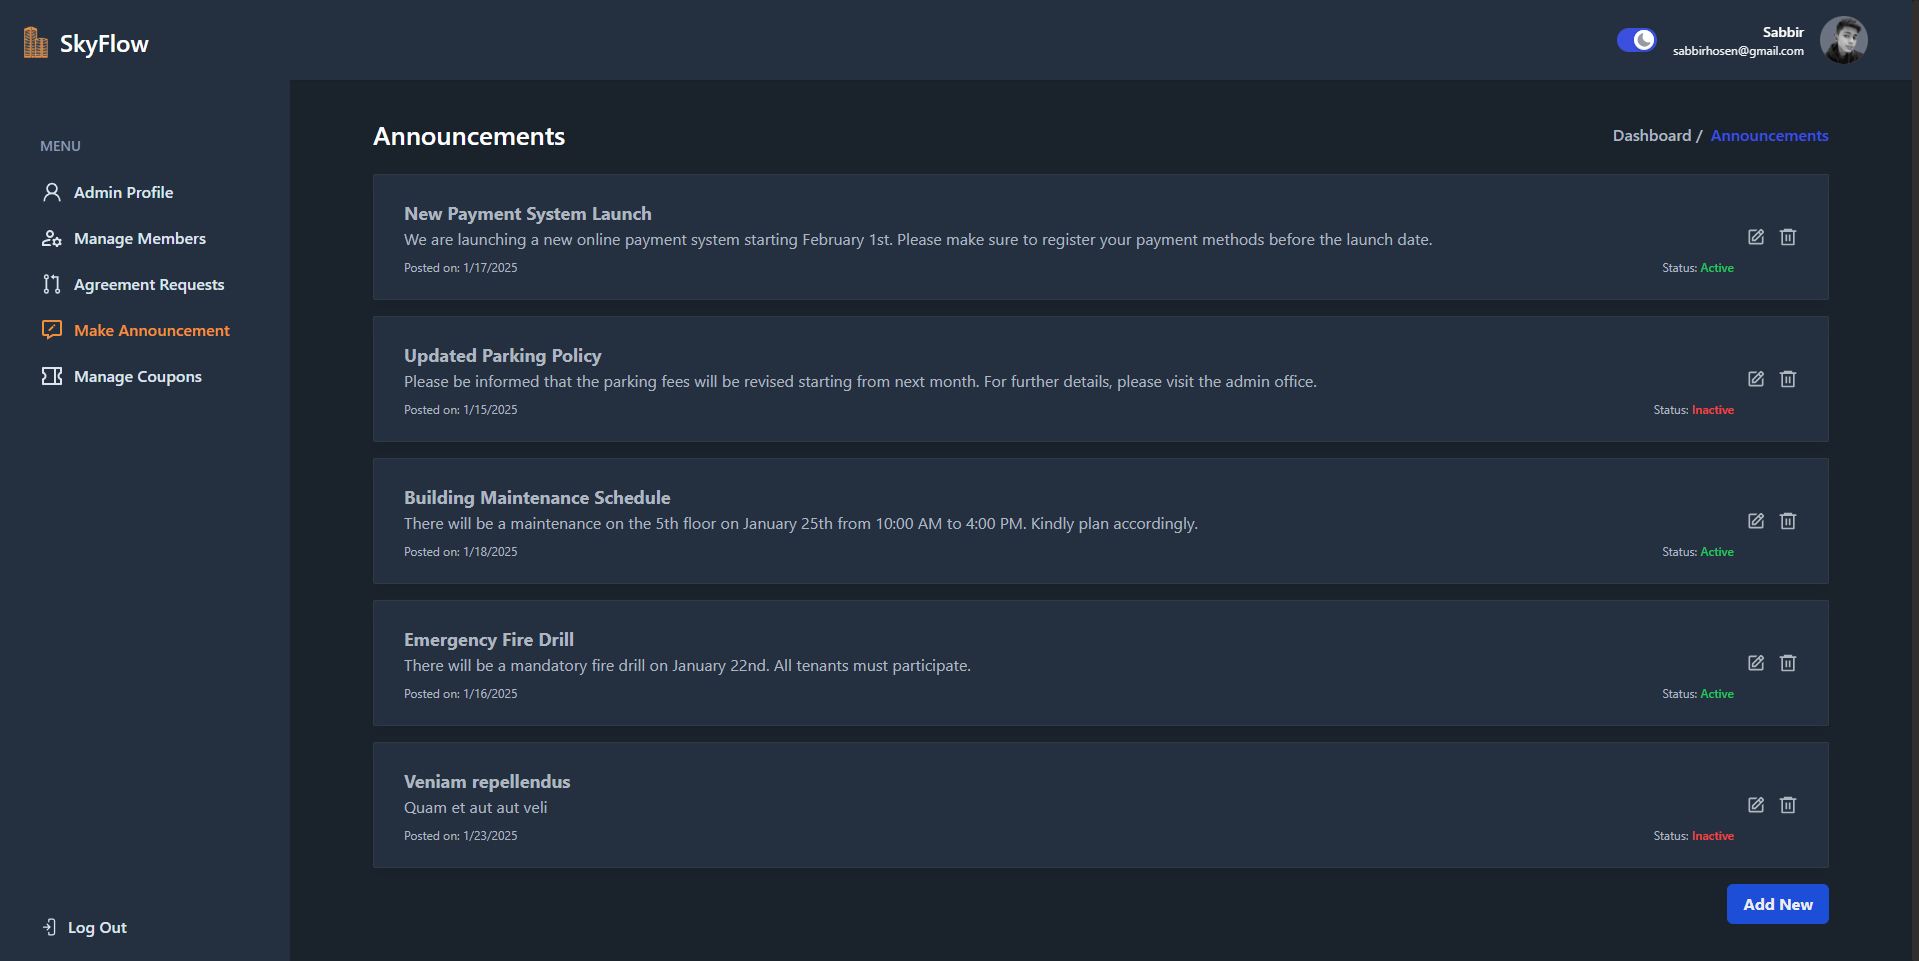 SkyFlow
Sabbir
sabbirhosen@gmail.com
MENU
Admin Profile
Manage Members
Agreement Requests
Make Announcement
Manage Coupons
Log Out
Announcements
Dashboard / Announcements
New Payment System Launch
We are launching a new online payment system starting February 1st. Please make sure to register your payment methods before the launch date.
Posted on: 1/17/2025
Status: Active
Updated Parking Policy
Please be informed that the parking fees will be revised starting from next month. For further details, please visit the admin office.
Posted on: 1/15/2025
Status: Inactive
Building Maintenance Schedule
There will be a maintenance on the 5th floor on January 25th from 10:00 AM to 4:00 PM. Kindly plan accordingly.
Posted on: 1/18/2025
Status: Active
Emergency Fire Drill
There will be a mandatory fire drill on January 22nd. All tenants must participate.
Posted on: 1/16/2025
Status: Active
Veniam repellendus
Quam et aut aut veli
Posted on: 1/23/2025
Status: Inactive
Add New